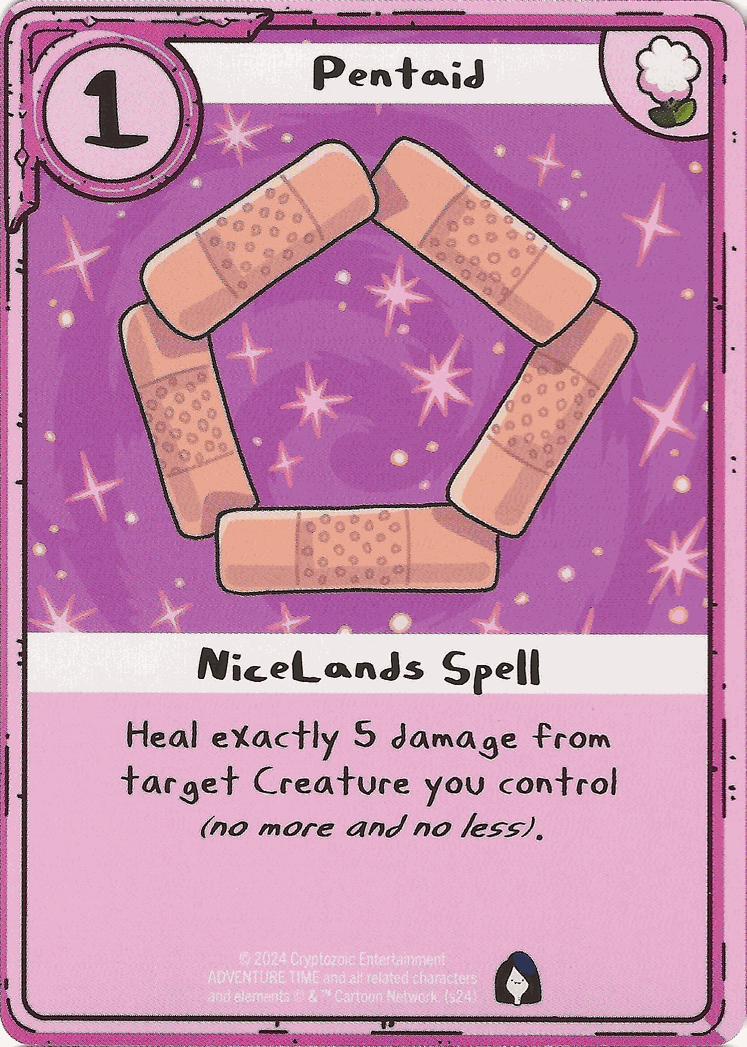 1
Pentaid
NiceLands Spell
Heal exactly 5 damage from
target Creature you control
(no more and no less).
© 2024 Cryptozoic Entertainment
ADVENTURE TIME and all related characters
and elements © & ™ Cartoon Network. (s24)